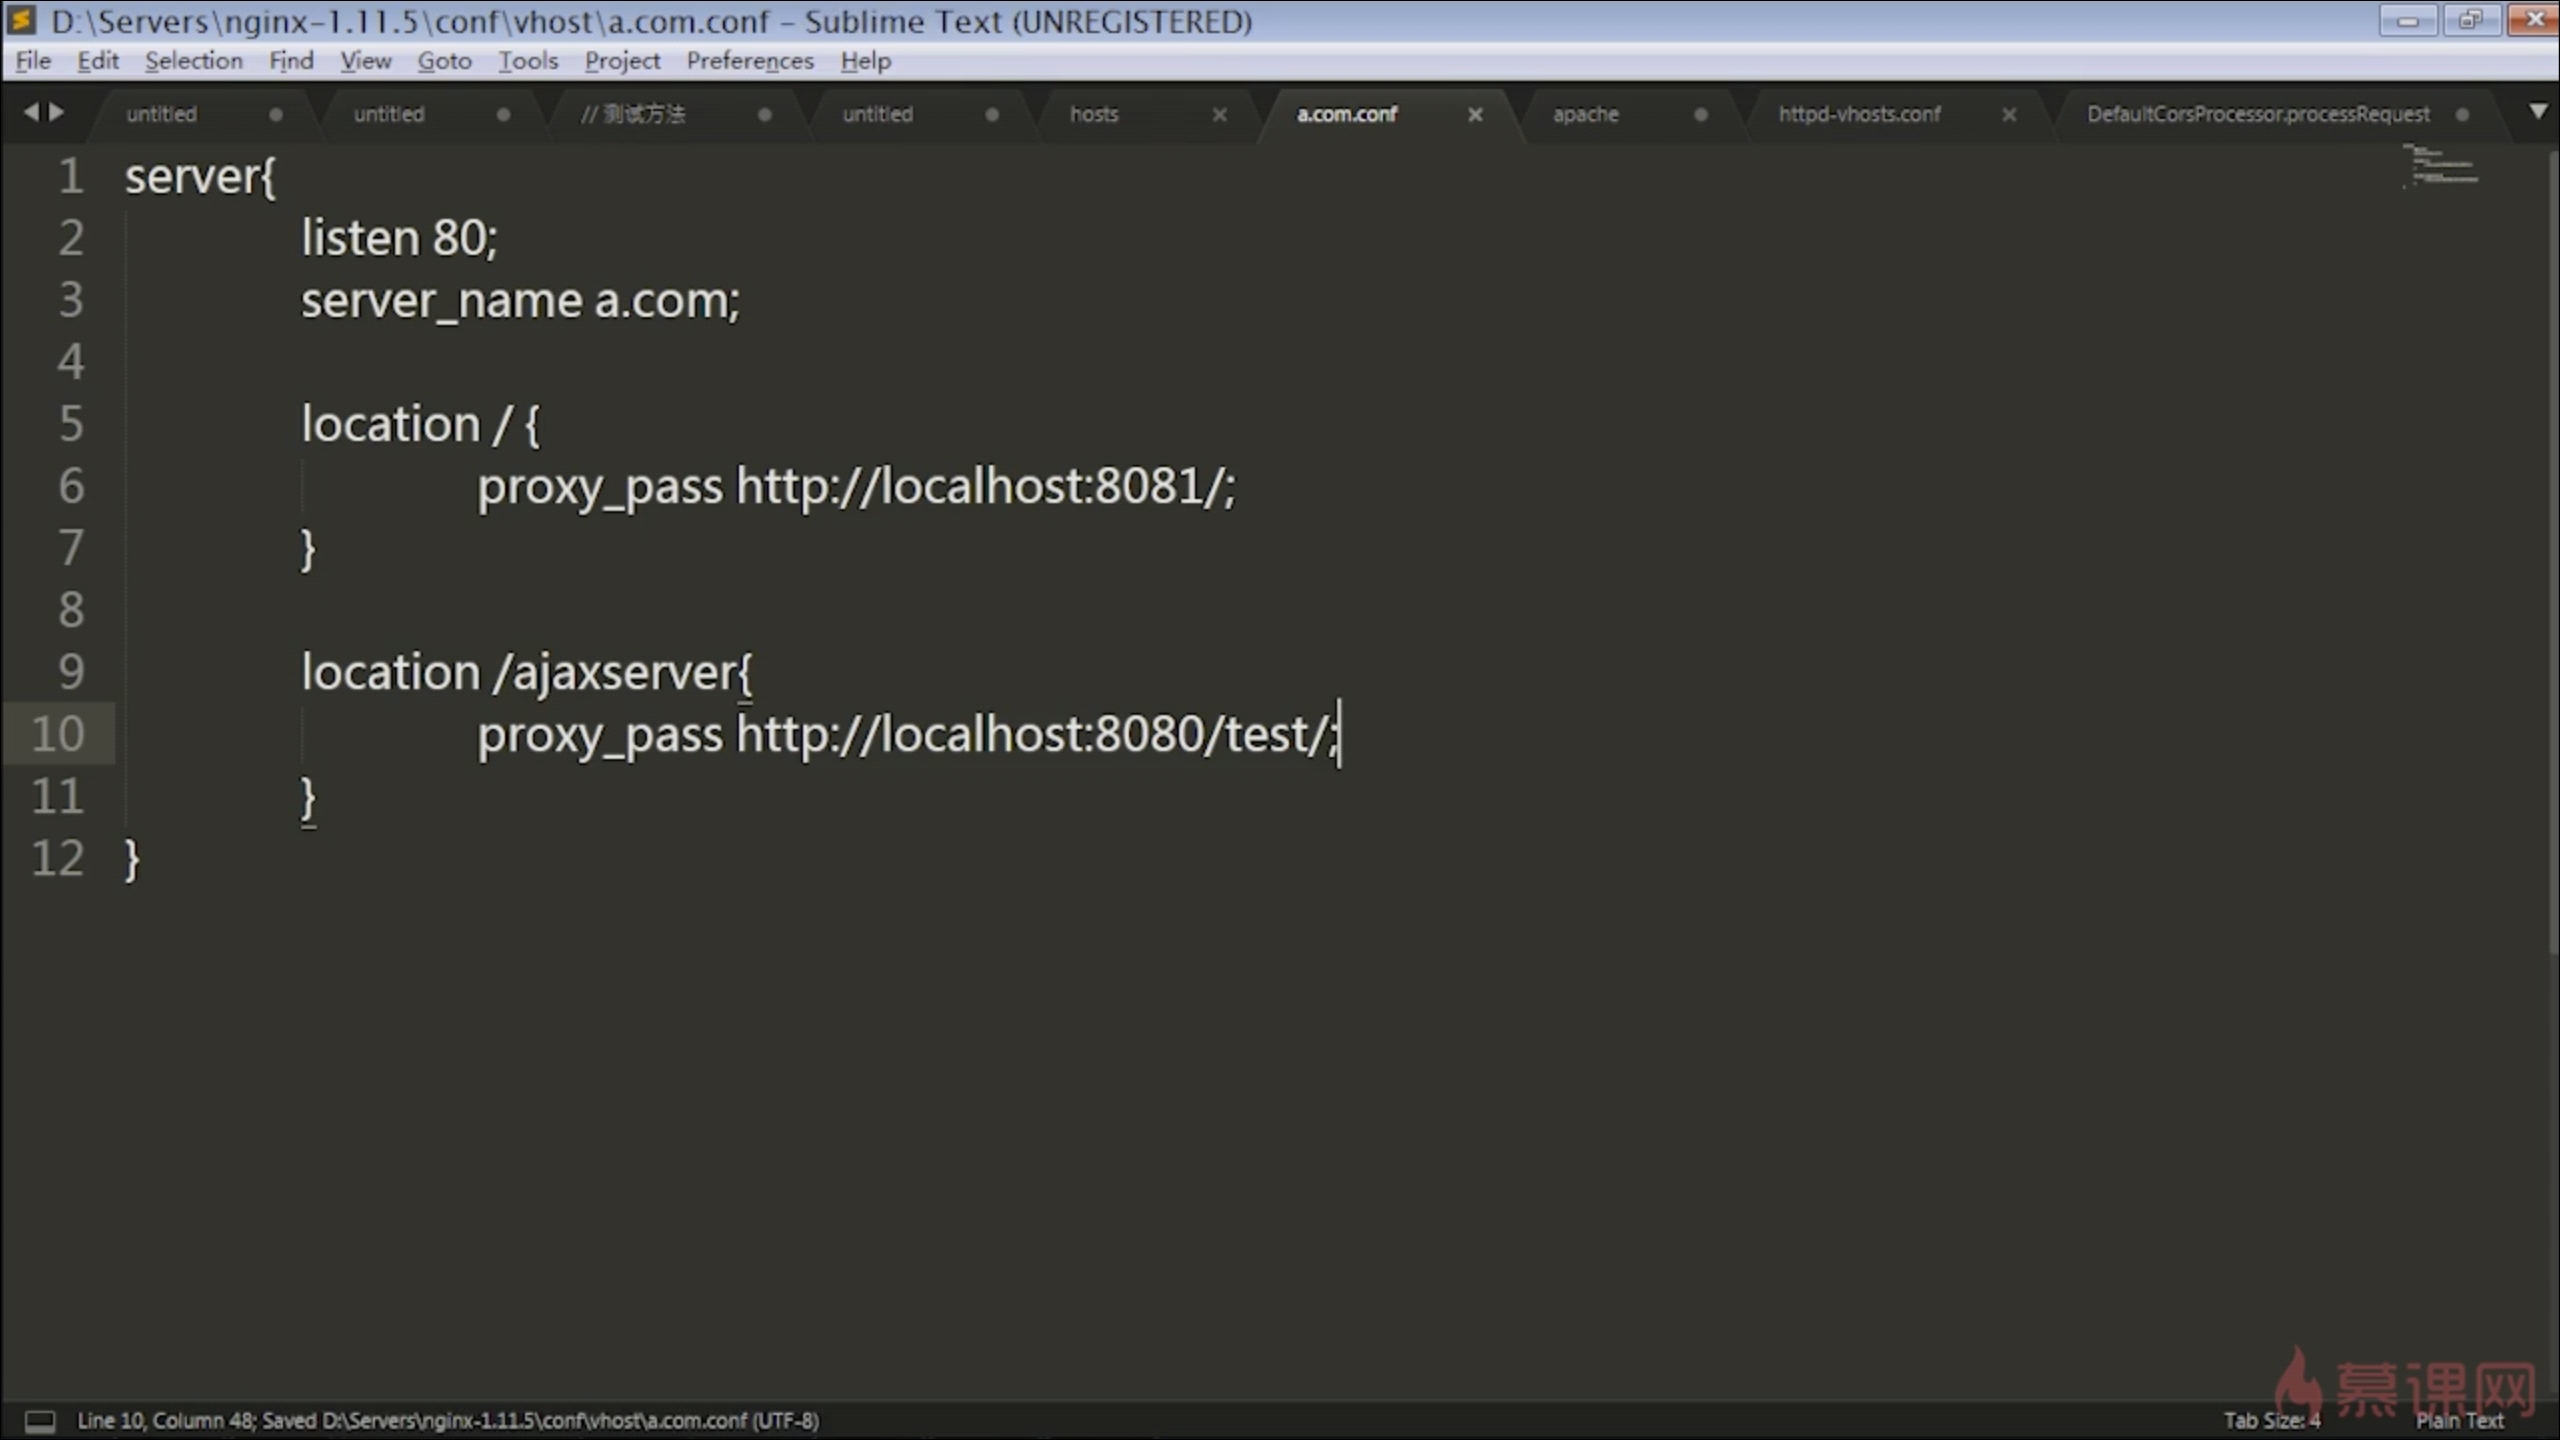 D:\Servers\nginx-1.11.5\conf\vhost\a.com.conf - Sublime Text (UNREGISTERED)
File Edit Selection Find View Goto Tools Project Preferences Help
untitled untitled // 测试方法 untitled hosts a.com.conf apache httpd-vhosts.conf DefaultCorsProcessor.processRequest
1 server{
2 listen 80;
3 server_name a.com;
4
5 location / {
6 proxy_pass http://localhost:8081/;
7 }
8
9 location /ajaxserver{
10 proxy_pass http://localhost:8080/test/;
11 }
12 }
慕课网
Line 10, Column 48; Saved D:\Servers\nginx-1.11.5\conf\vhost\a.com.conf (UTF-8) Tab Size: 4 Plain Text